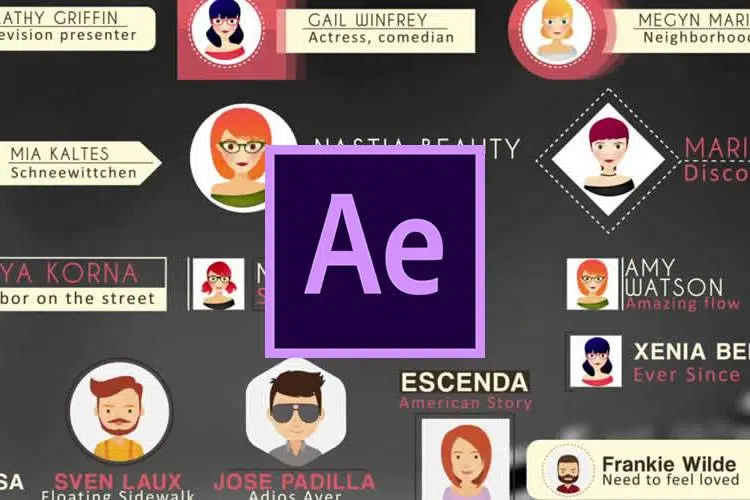 ATHY GRIFFIN
evision presenter
GAIL WINFREY
Actress, comedian
MEGYN MARI
Neighborhoo
MIA KALTES
Schneewittchen
NASTIA BEAUTY
MARI
Disco
Ae
YA KORNA
bor on the street
AMY
WATSON
Amazing flow
XENIA BE
Ever Since
ESCENDA
American Story
SA
SVEN LAUX
Floating Sidewalk
JOSE PADILLA
Adios Ayer
Frankie Wilde
Need to feel loved